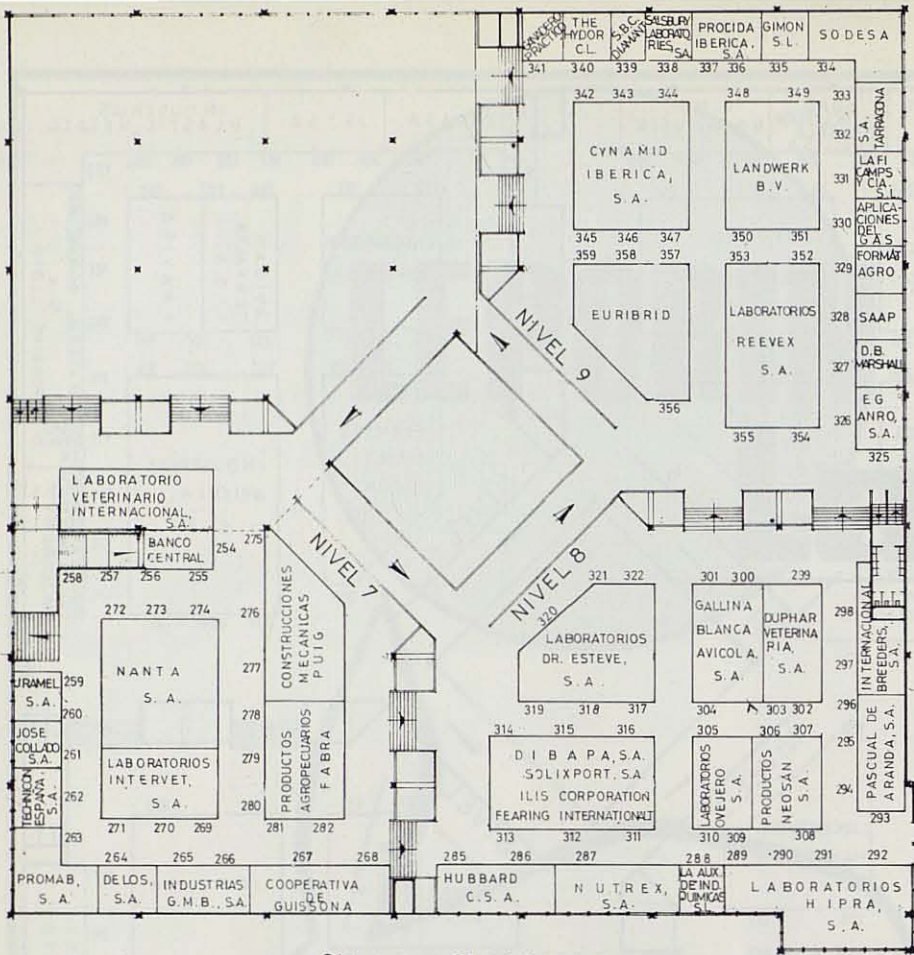 GANADERO
PRACTICO
THE
HYDOR
C.L.
S.B.C.
DIAMANT
SALSBURY
LABORATO
RIES, SA.
PROCIDA
IBERICA,
S.A.
GIMON
S.L.
SODESA
341 340 339 338 337 336 335 334
342 343 344
348 349
CYNAMID
IBERICA,
S.A.
LANDWERK
B.V.
345 346 347
350 351
333
332
331
330
329
328
327
326
325
S.A.
TARRACONA
LAFI
CAMPS
Y CIA.
S.L.
APLICA-
CIONES
DEL
GAS
FORMAT
AGRO
SAAP
D.B.
MARSHALL
EG
ANRO,
S.A.
359 358 357
353 352
EURIBRID
LABORATORIOS
REEVEX
S.A.
356
355 354
NIVEL 9
NIVEL 7
NIVEL 8
LABORATORIO
VETERINARIO
INTERNACIONAL,
S.A.
BANCO
CENTRAL
254
258 257 256 255
272 273 274
NANTA
S.A.
LABORATORIOS
INTERVET,
S.A.
271 270 269
275
276
277
278
279
280
CONSTRUCCIONES
MECANICAS
PUIG
PRODUCTOS
AGROPECUARIOS
FABRA
281 282
URAMEL
S.A.
JOSE
COLLADO
S.A.
TECHNICON
ESPAÑA,
S.A.
259
260
261
262
263
264 265 266 267 268
PROMAB,
S.A.
DELOS,
S.A.
INDUSTRIAS
G.M.B., SA.
COOPERATIVA
DE
GUISSONA
320
321 322
LABORATORIOS
DR. ESTEVE,
S.A.
319 318 317
301 300 239
GALLINA
BLANCA
AVICOLA,
S.A.
DUPHAR
VETERINA
RIA,
S.A.
304 303 302
314 315 316
DIBAPA, S.A.
SOLIXPORT, S.A.
ILIS CORPORATION
FEARING INTERNATIONALT
313 312 311
305 306 307
LABORATORIOS
OVEJERO
S.A.
PRODUCTOS
NEOSÁN
S.A.
310 309 308
298
297
296
295
294
293
INTERNACIONAL
BREEDERS,
S.A.
PASCUAL DE
ARANDA, S.A.
285 286 287 288 289 290 291 292
HUBBARD
C.S.A.
NUTREX,
S.A.
LA AUX.
DE IND.
QUIMICAS
S.L.
LABORATORIOS
HIPRA,
S.A.